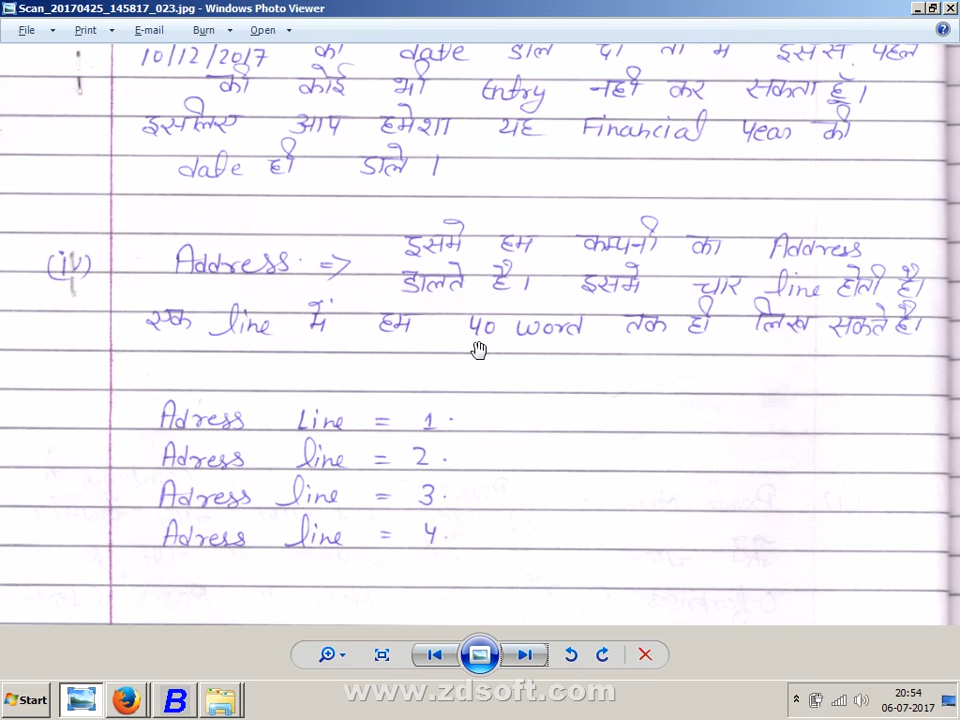 Scan_20170425_145817_023.jpg - Windows Photo Viewer
File Print E-mail Burn Open
10/12/2017 का date डाल दी तो मै इससे पहले
की कोई भी Entry नही कर सकता हूँ।
इसलिए आप हमेशा यह Financial year की
date ही डाले ।
(iv) Address => इसमे हम कम्पनी का Address
डालते है। इसमे चार line होती है।
एक line में हम 40 word तक ही लिख सकते है।
Adress Line = 1.
Adress line = 2.
Adress line = 3.
Adress line = 4.
Start
www.zdsoft.com
20:54
06-07-2017